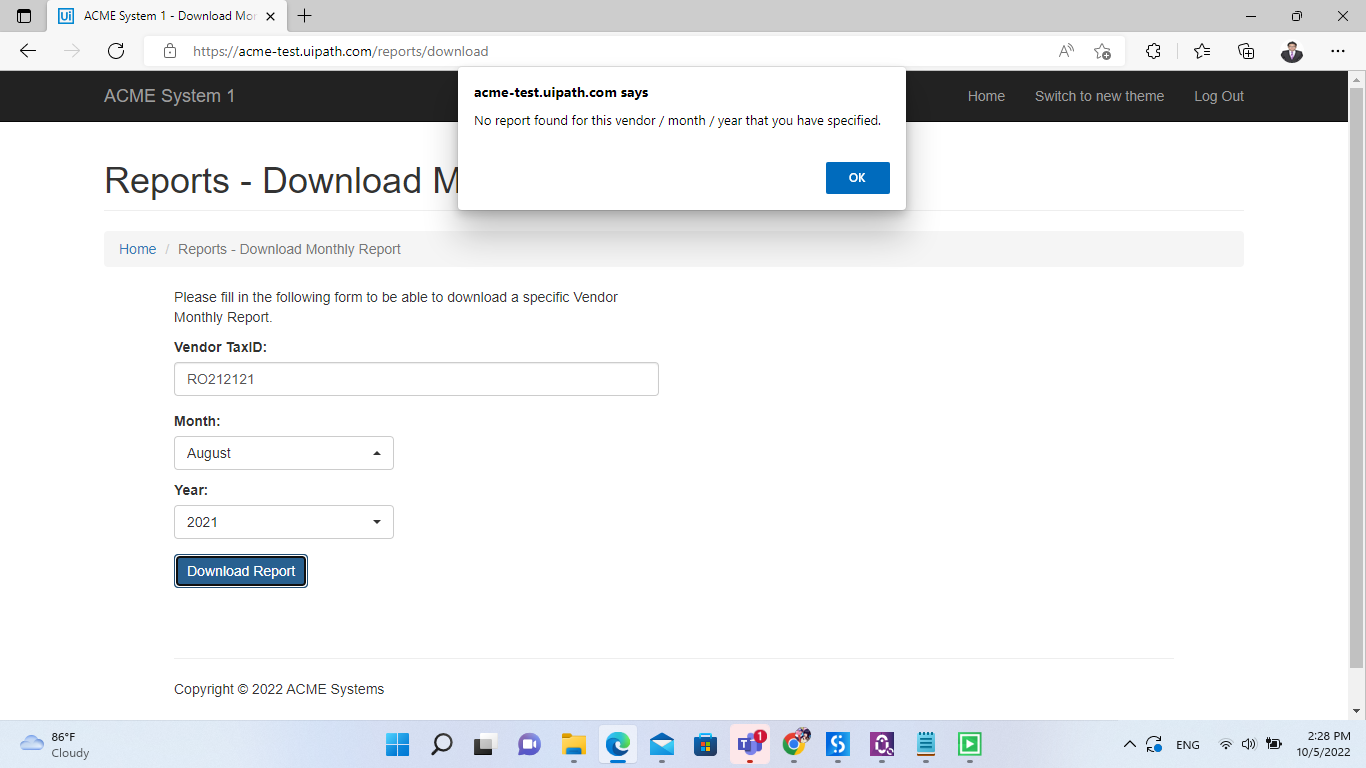 ACME System 1 - Download Mon
https://acme-test.uipath.com/reports/download
ACME System 1
Home
Switch to new theme
Log Out
acme-test.uipath.com says
No report found for this vendor / month / year that you have specified.
OK
Reports - Download M
Home / Reports - Download Monthly Report
Please fill in the following form to be able to download a specific Vendor
Monthly Report.
Vendor TaxID:
RO212121
Month:
August
Year:
2021
Download Report
Copyright © 2022 ACME Systems
86°F
Cloudy
1
ENG
2:28 PM
10/5/2022